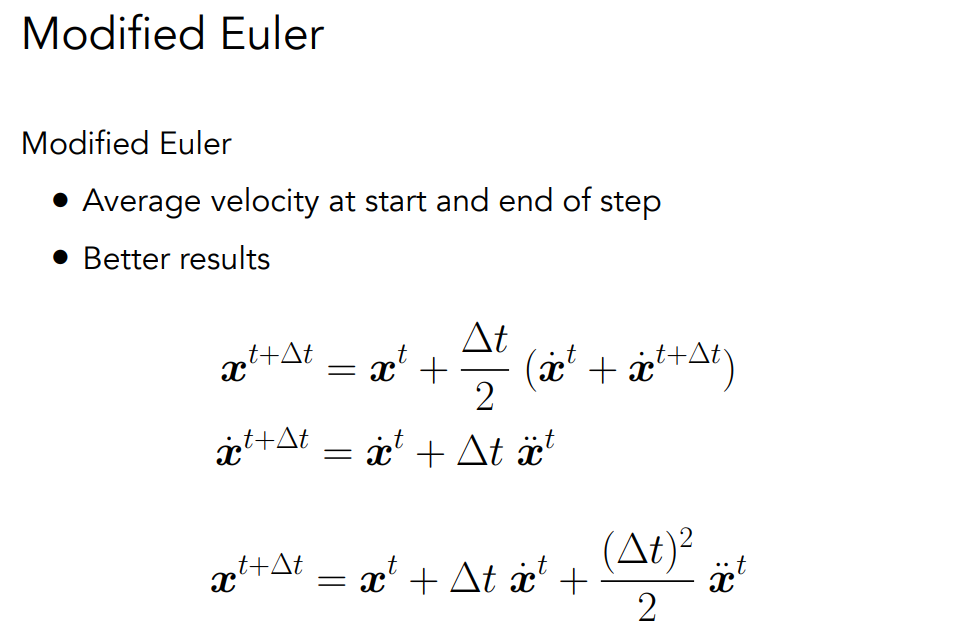 Modified Euler
Modified Euler
• Average velocity at start and end of step
• Better results
$\boldsymbol{x}^{t+\Delta t} = \boldsymbol{x}^{t} + \frac{\Delta t}{2} (\dot{\boldsymbol{x}}^{t} + \dot{\boldsymbol{x}}^{t+\Delta t})$
$\dot{\boldsymbol{x}}^{t+\Delta t} = \dot{\boldsymbol{x}}^{t} + \Delta t \, \ddot{\boldsymbol{x}}^{t}$
$\boldsymbol{x}^{t+\Delta t} = \boldsymbol{x}^{t} + \Delta t \, \dot{\boldsymbol{x}}^{t} + \frac{(\Delta t)^2}{2} \, \ddot{\boldsymbol{x}}^{t}$